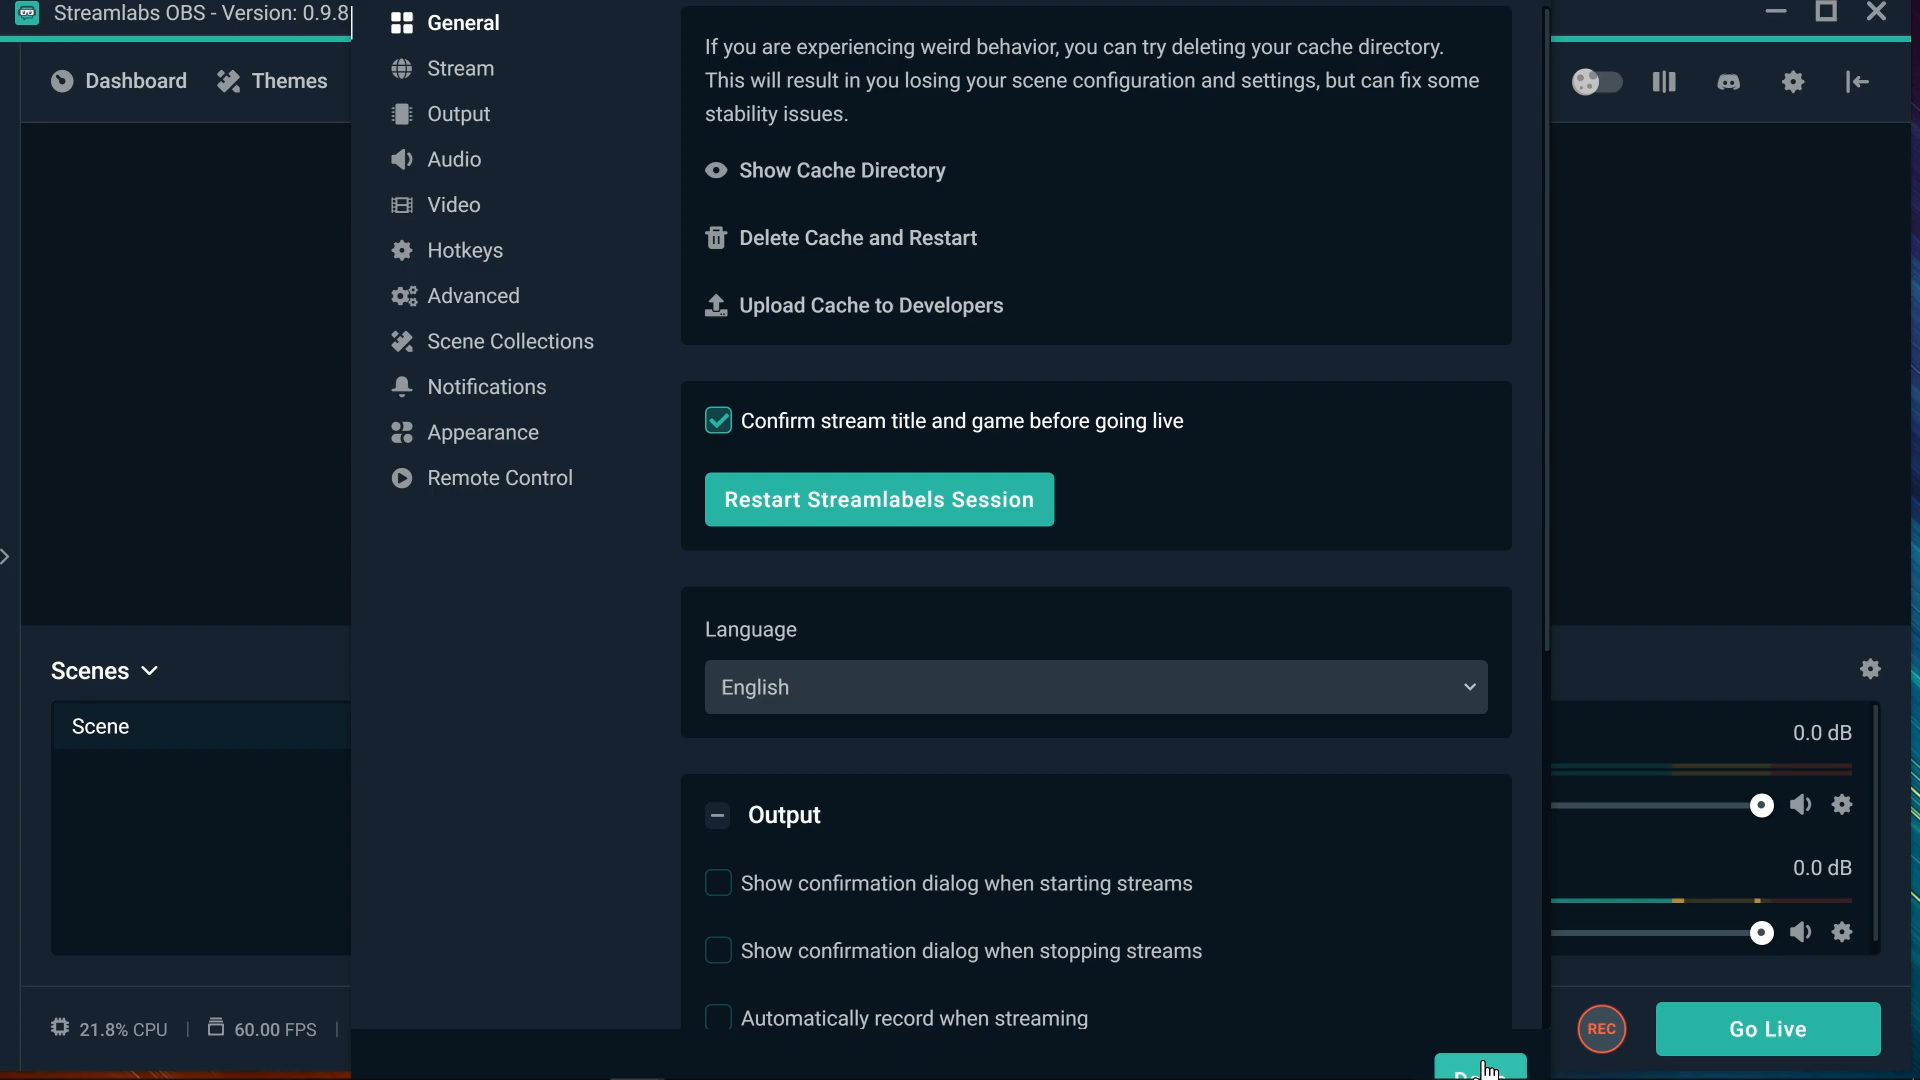 Streamlabs OBS - Version: 0.9.8
Dashboard
Themes
General
Stream
Output
Audio
Video
Hotkeys
Advanced
Scene Collections
Notifications
Appearance
Remote Control
If you are experiencing weird behavior, you can try deleting your cache directory.
This will result in you losing your scene configuration and settings, but can fix some
stability issues.
Show Cache Directory
Delete Cache and Restart
Upload Cache to Developers
Confirm stream title and game before going live
Restart Streamlabels Session
Language
English
Output
Show confirmation dialog when starting streams
Show confirmation dialog when stopping streams
Automatically record when streaming
Scenes
Scene
0.0 dB
0.0 dB
21.8% CPU | 60.00 FPS |
REC
Go Live